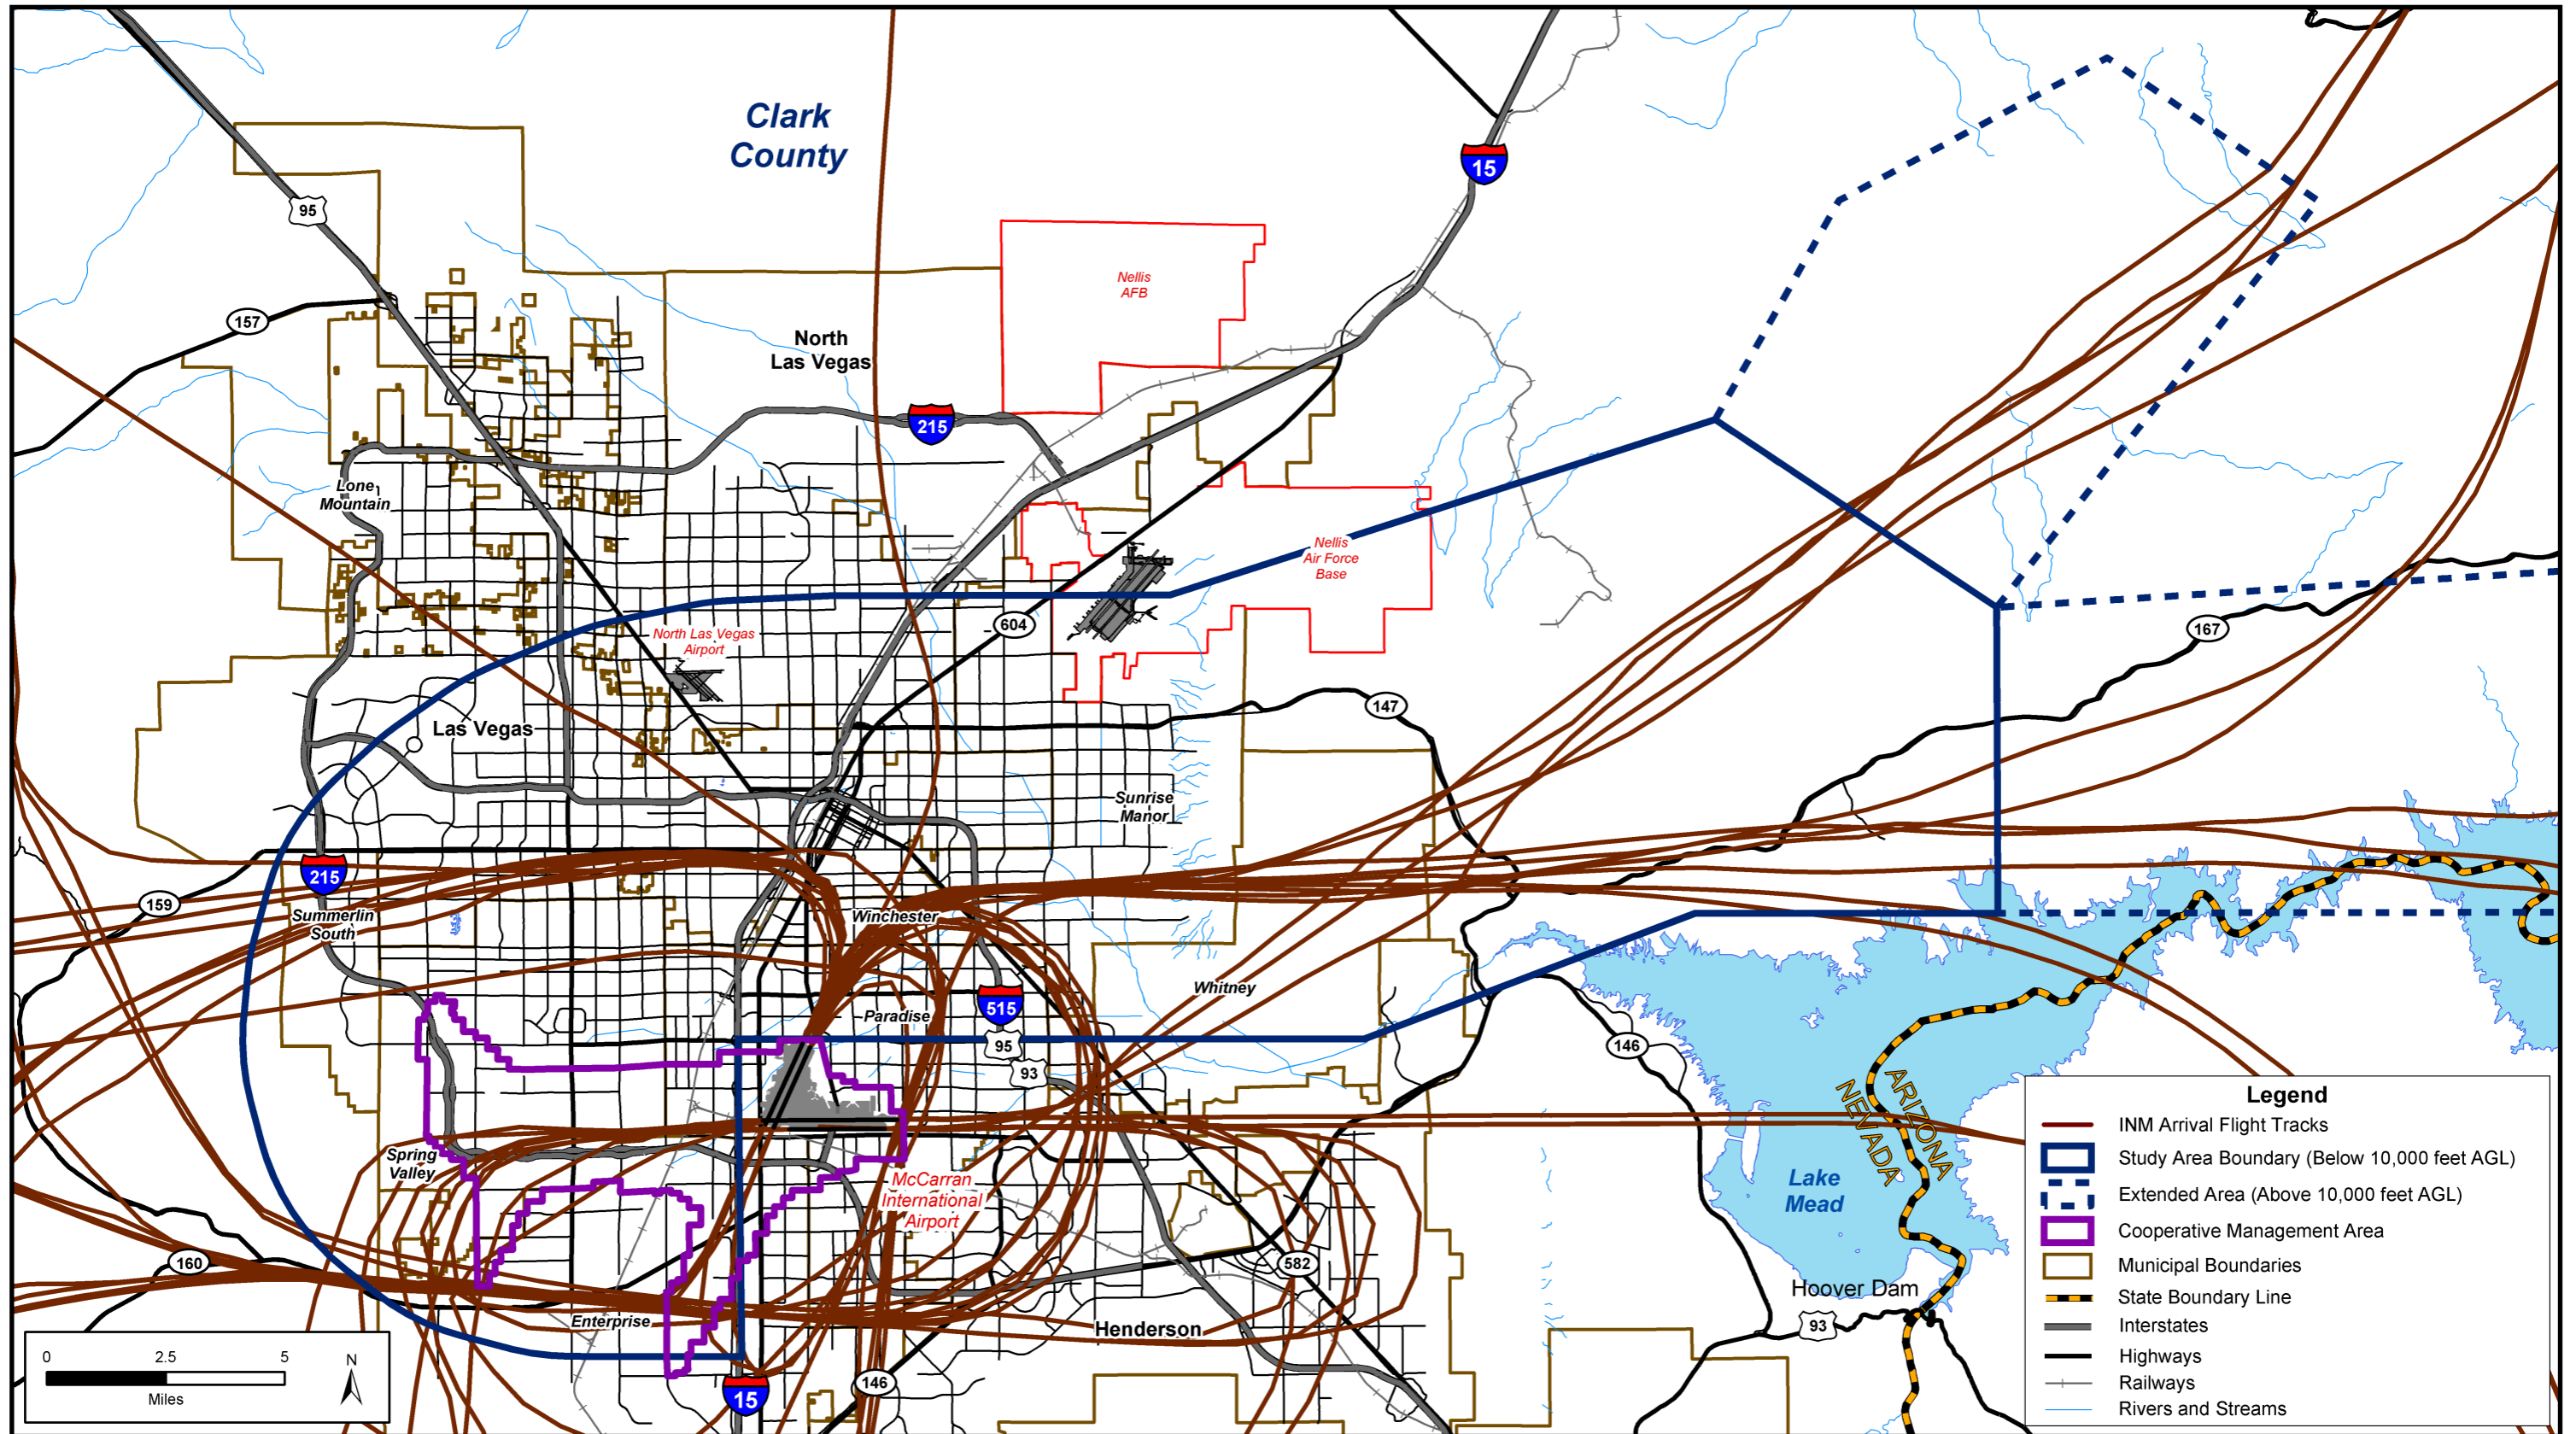 Clark
County
15
95
Nellis
AFB
157
North
Las Vegas
215
Lone
Mountain
Nellis
Air Force
Base
604
North Las Vegas
Airport
167
147
Las Vegas
Sunrise
Manor
215
159
Summerlin
South
Winchester
Whitney
515
Paradise
95
146
93
ARIZONA
NEVADA
Spring
Valley
McCarran
International
Airport
Lake
Mead
160
582
Hoover Dam
Enterprise
Henderson
93
146
15
0 2.5 5
Miles
N
Legend
INM Arrival Flight Tracks
Study Area Boundary (Below 10,000 feet AGL)
Extended Area (Above 10,000 feet AGL)
Cooperative Management Area
Municipal Boundaries
State Boundary Line
Interstates
Highways
Railways
Rivers and Streams